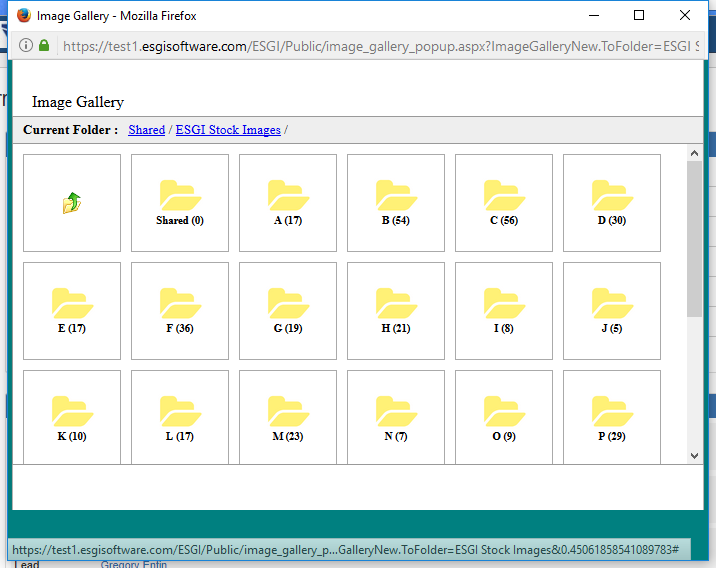 Image Gallery - Mozilla Firefox
https://test1.esgisoftware.com/ESGI/Public/image_gallery_popup.aspx?ImageGalleryNew.ToFolder=ESGI S
Image Gallery
Current Folder : Shared / ESGI Stock Images /
Shared (0) A (17) B (54) C (56) D (30)
E (17) F (36) G (19) H (21) I (8) J (5)
K (10) L (17) M (23) N (7) O (9) P (29)
https://test1.esgisoftware.com/ESGI/Public/image_gallery_p...GalleryNew.ToFolder=ESGI Stock Images&0.45061858541089783#
Lead Gregory Entin